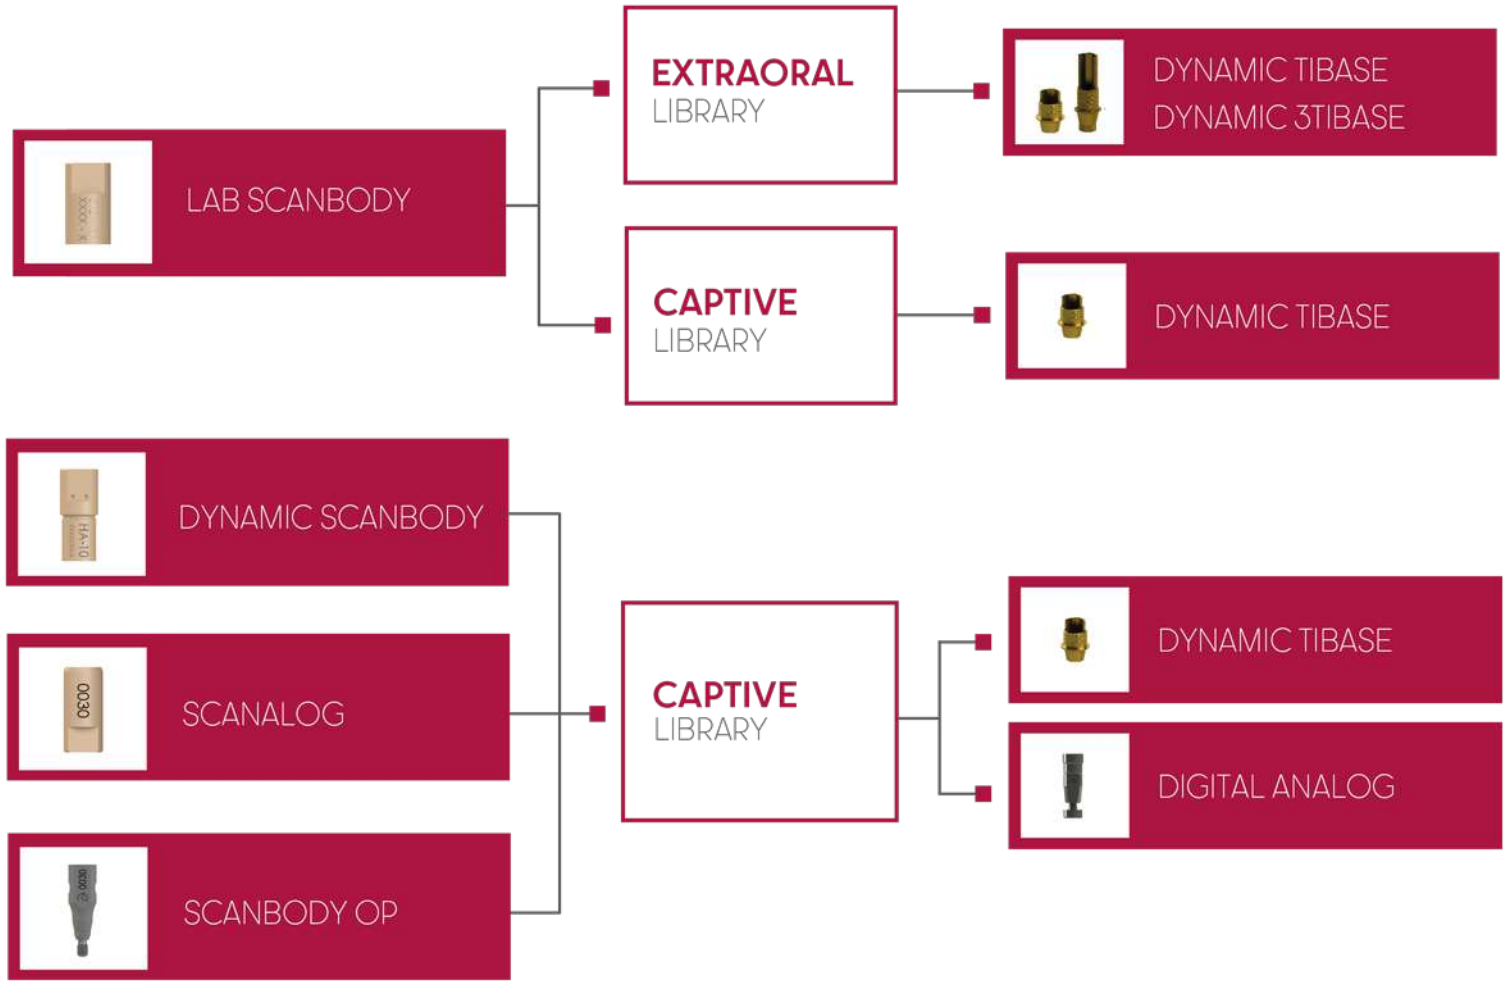 EXTRAORAL
LIBRARY
DYNAMIC TIBASE
DYNAMIC 3TIBASE
LAB SCANBODY
CAPTIVE
LIBRARY
DYNAMIC TIBASE
DYNAMIC SCANBODY
HA-10
SCANALOG
0030
CAPTIVE
LIBRARY
DYNAMIC TIBASE
DIGITAL ANALOG
SCANBODY OP